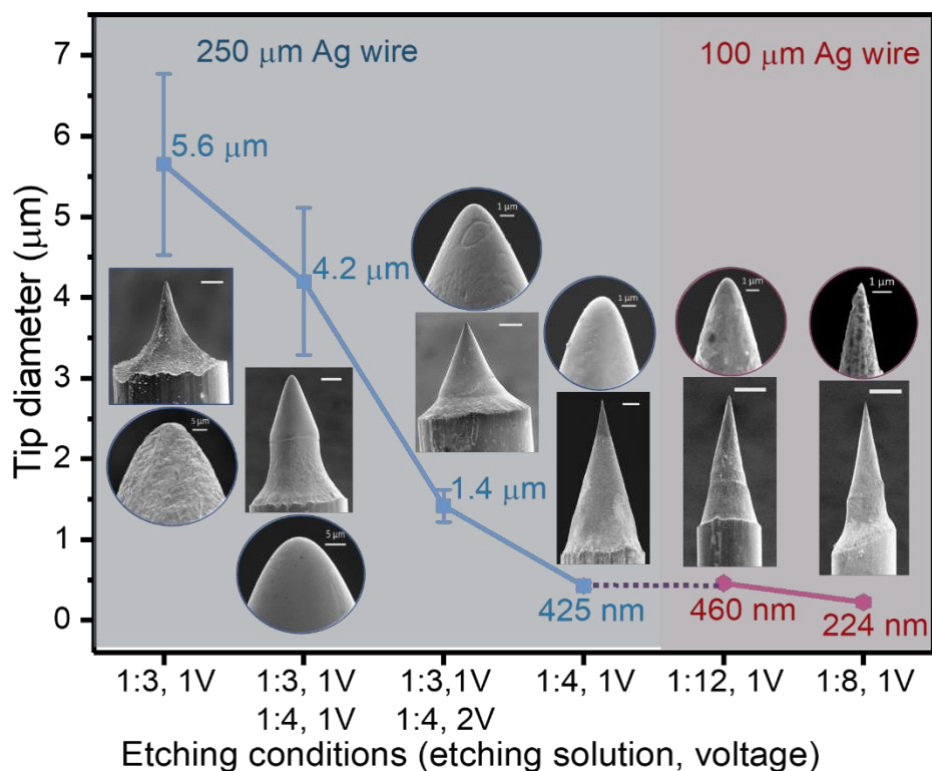 250 μm Ag wire
100 μm Ag wire
7
6
5
4
3
2
1
0
Tip diameter (μm)
5.6 μm
4.2 μm
1.4 μm
425 nm
460 nm
224 nm
5 μm
5 μm
1 μm
1 μm
1 μm
1 μm
1:3, 1V
1:3, 1V
1:4, 1V
1:3,1V
1:4, 2V
1:4, 1V
1:12, 1V
1:8, 1V
Etching conditions (etching solution, voltage)